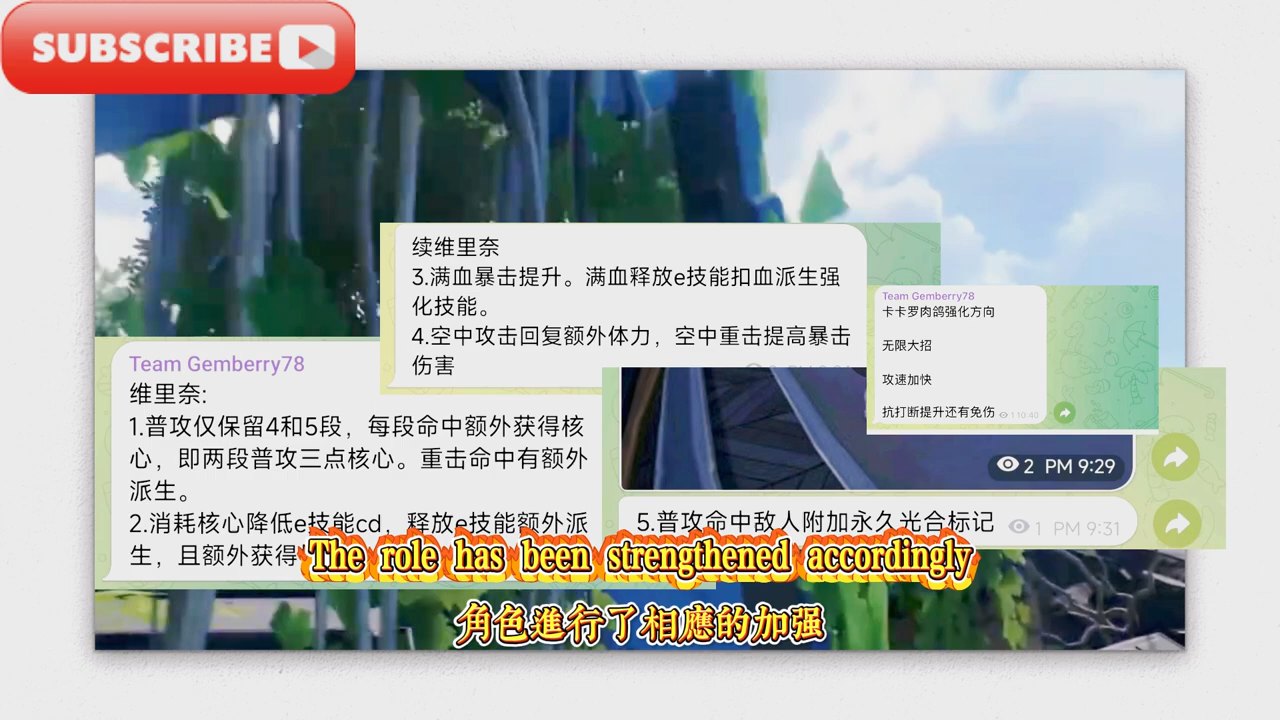 SUBSCRIBE
续维里奈
3.满血暴击提升。满血释放e技能扣血派生强
化技能。
4.空中攻击回复额外体力，空中重击提高暴击
伤害
Team Gemberry78
卡卡罗肉鸽强化方向
无限大招
攻速加快
抗打断提升还有免伤
1 10:40
Team Gemberry78
维里奈:
1.普攻仅保留4和5段，每段命中额外获得核
心，即两段普攻三点核心。重击命中有额外
派生。
2.消耗核心降低e技能cd，释放e技能额外派
生，且额外获得
2 PM 9:29
5.普攻命中敌人附加永久光合标记
1 PM 9:31
The role has been strengthened accordingly
角色進行了相應的加强